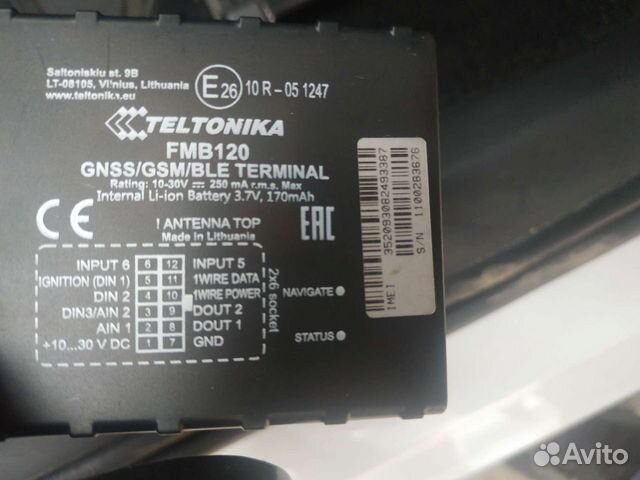 Saltoniskiu st. 9B
LT-08105, Vilnius, Lithuania
www.teltonika.eu
E26 10 R - 05 1247
TELTONIKA
FMB120
GNSS/GSM/BLE TERMINAL
Rating: 10-30V ⎓ 250 mA r.m.s. Max
Internal Li-ion Battery 3.7V, 170mAh
CE
! ANTENNA TOP
Made in Lithuania
EAC
INPUT 6 6 12 INPUT 5
IGNITION (DIN 1) 5 11 1WIRE DATA
DIN 2 4 10 1WIRE POWER
DIN3/AIN 2 3 9 DOUT 2
AIN 1 2 8 DOUT 1
+10...30 V DC 1 7 GND
2x6 socket
NAVIGATE
STATUS
IMEI
352093082493387
S/N 1100283676
Avito